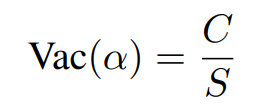 Vac(α) = C/S